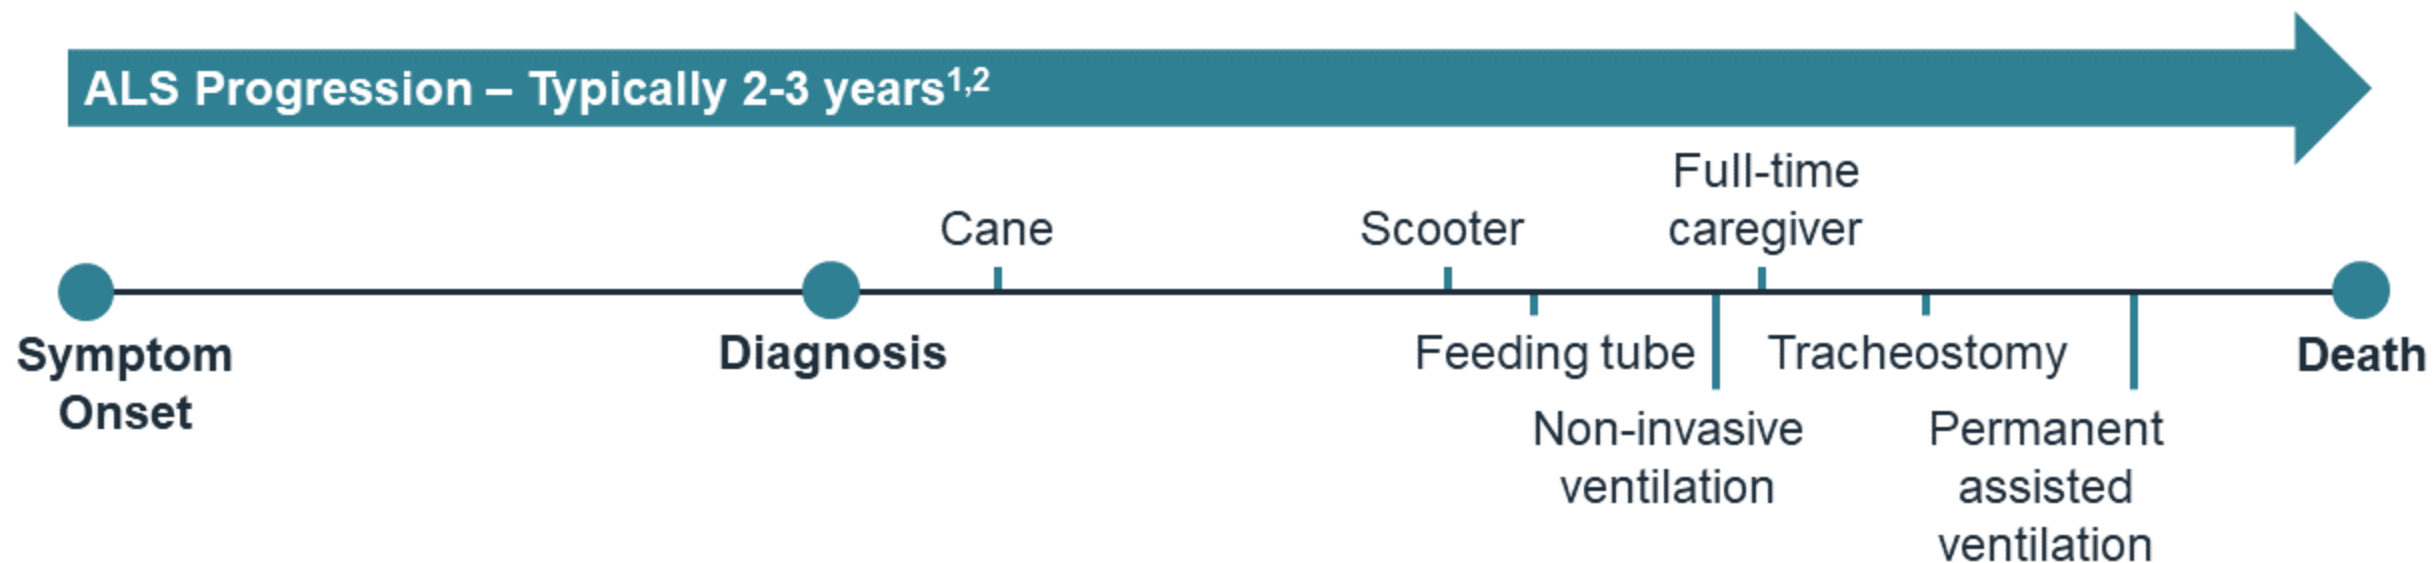 ALS Progression – Typically 2-3 years1,2
Full-time
caregiver
Cane
Scooter
Symptom
Onset
Diagnosis
Feeding tube
Tracheostomy
Death
Non-invasive
ventilation
Permanent
assisted
ventilation